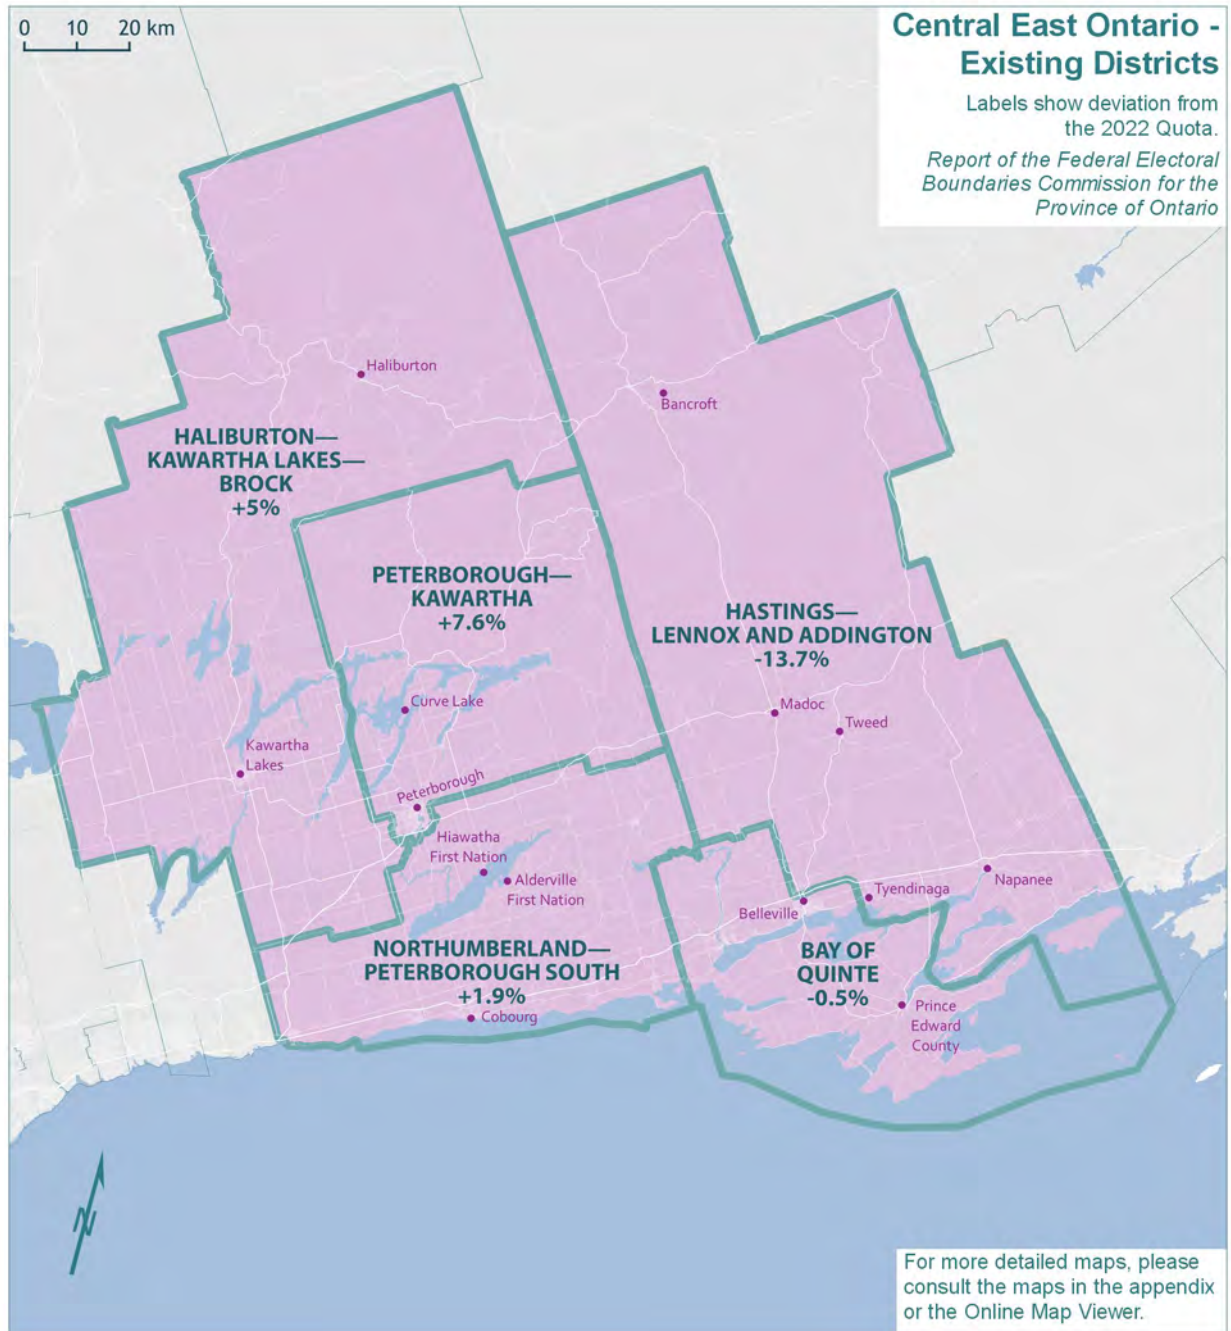 0 10 20 km
Central East Ontario -
Existing Districts
Labels show deviation from
the 2022 Quota.
Report of the Federal Electoral
Boundaries Commission for the
Province of Ontario
Haliburton
Bancroft
HALIBURTON—
KAWARTHA LAKES—
BROCK
+5%
PETERBOROUGH—
KAWARTHA
+7.6%
HASTINGS—
LENNOX AND ADDINGTON
-13.7%
Curve Lake
Madoc
Tweed
Kawartha
Lakes
Peterborough
Hiawatha
First Nation
Alderville
First Nation
Napanee
Tyendinaga
Belleville
NORTHUMBERLAND—
PETERBOROUGH SOUTH
+1.9%
Cobourg
BAY OF
QUINTE
-0.5%
Prince
Edward
County
N
For more detailed maps, please
consult the maps in the appendix
or the Online Map Viewer.